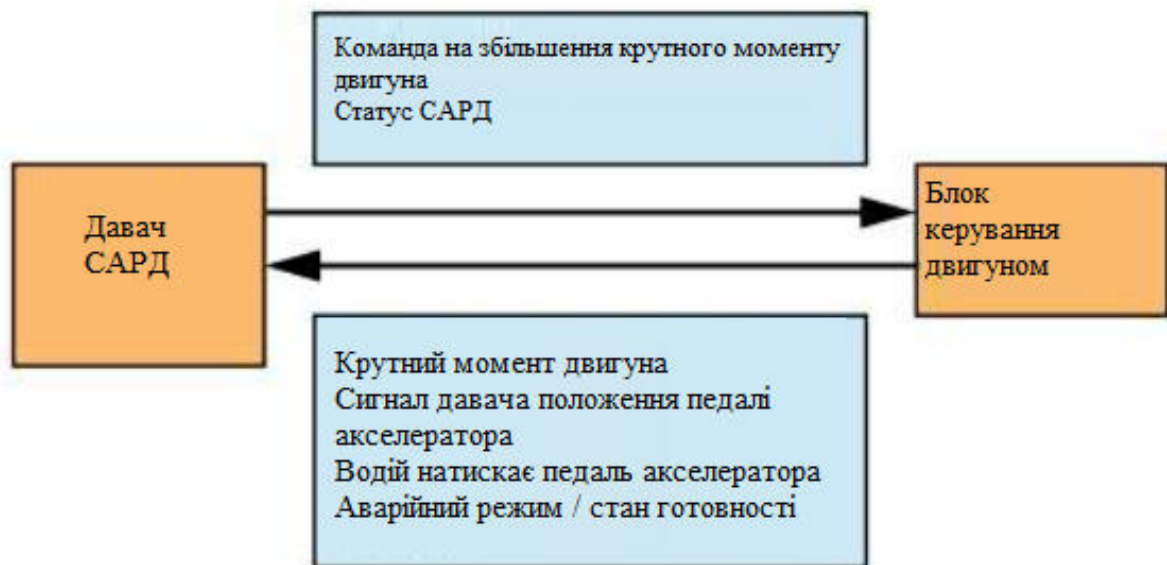 Команда на збільшення крутного моменту
двигуна
Статус САРД
Давач
САРД
Блок
керування
двигуном
Крутний момент двигуна
Сигнал давача положення педалі
акселератора
Водій натискає педаль акселератора
Аварійний режим / стан готовності